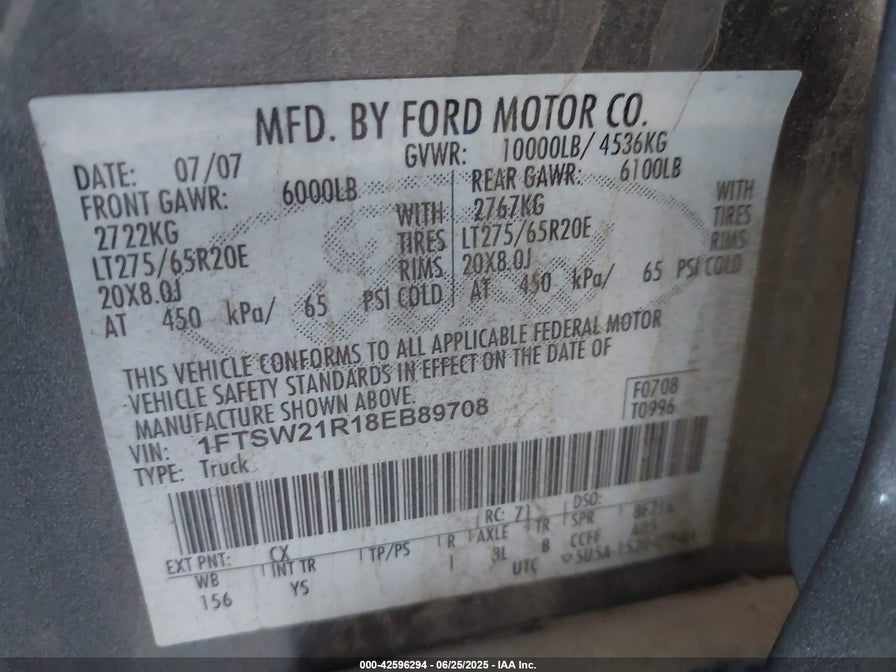 MFD. BY FORD MOTOR CO.
DATE: 07/07 GVWR: 10000LB/ 4536KG
FRONT GAWR: 6000LB REAR GAWR: 6100LB
2722KG WITH 2767KG WITH
LT275/65R20E TIRES LT275/65R20E TIRES
20X8.0J RIMS 20X8.0J RIMS
AT 450 kPa/ 65 PSI COLD AT 450 kPa/ 65 PSI COLD
THIS VEHICLE CONFORMS TO ALL APPLICABLE FEDERAL MOTOR
VEHICLE SAFETY STANDARDS IN EFFECT ON THE DATE OF
MANUFACTURE SHOWN ABOVE.
F0708
VIN: 1FTSW21R18EB89708
T0996
TYPE: Truck
EXT PNT: CX RC: 71 DSO:
WB INT TR TP/PS R AXLE TR SPR
156 YS 1 3L B CCFF
UTC
000-42596294 - 06/25/2025 - IAA Inc.